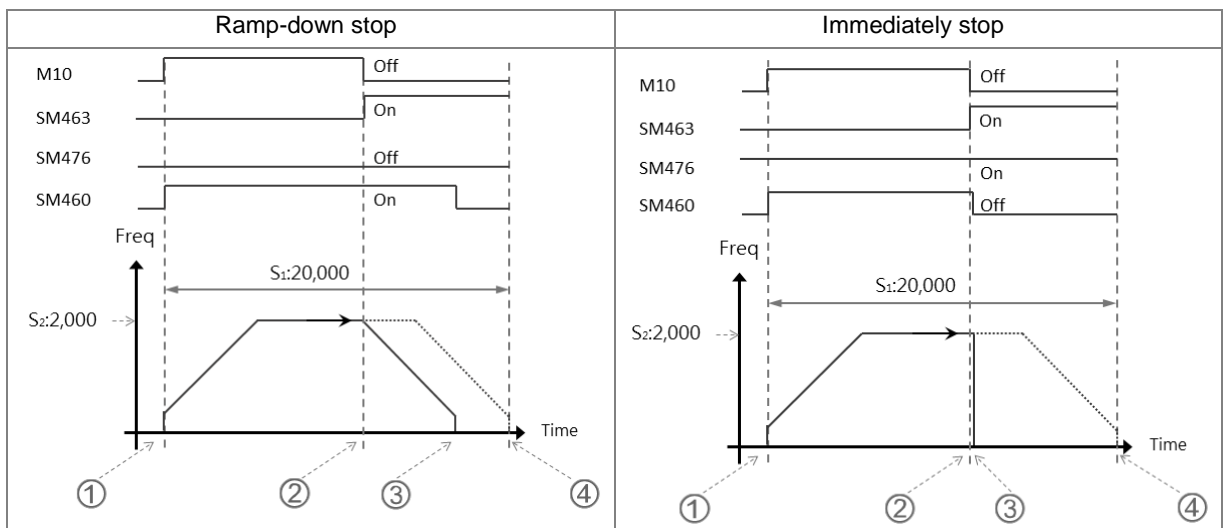 Ramp-down stop
M10
Off
SM463
On
SM476
Off
SM460
On
Freq
S1:20,000
S2:2,000
Time
① ② ③ ④
Immediately stop
M10
Off
SM463
On
SM476
On
SM460
Off
Freq
S1:20,000
S2:2,000
Time
① ② ③ ④